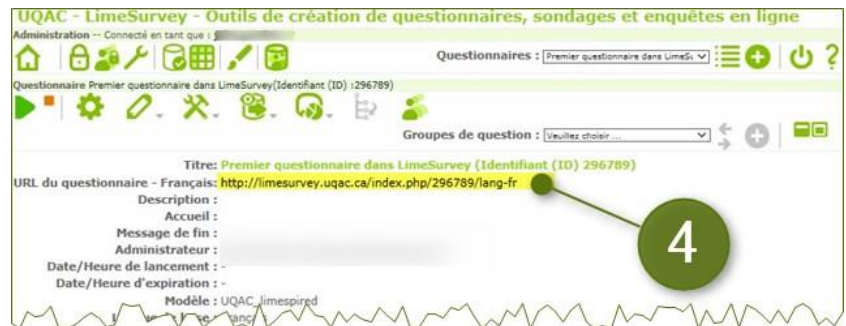 UQAC - LimeSurvey - Outils de création de questionnaires, sondages et enquêtes en ligne
Administration -- Connecté en tant que :
Questionnaires : Premier questionnaire dans LimeSu
Questionnaire Premier questionnaire dans LimeSurvey(Identifiant (ID) :296789)
Groupes de question : Veuillez choisir ...
Titre: Premier questionnaire dans LimeSurvey (Identifiant (ID) 296789)
URL du questionnaire - Français: http://limesurvey.uqac.ca/index.php/296789/lang-fr
Description :
Accueil :
4
Message de fin :
Administrateur :
Date/Heure de lancement : -
Date/Heure d'expiration : -
Modèle : UQAC_limespired